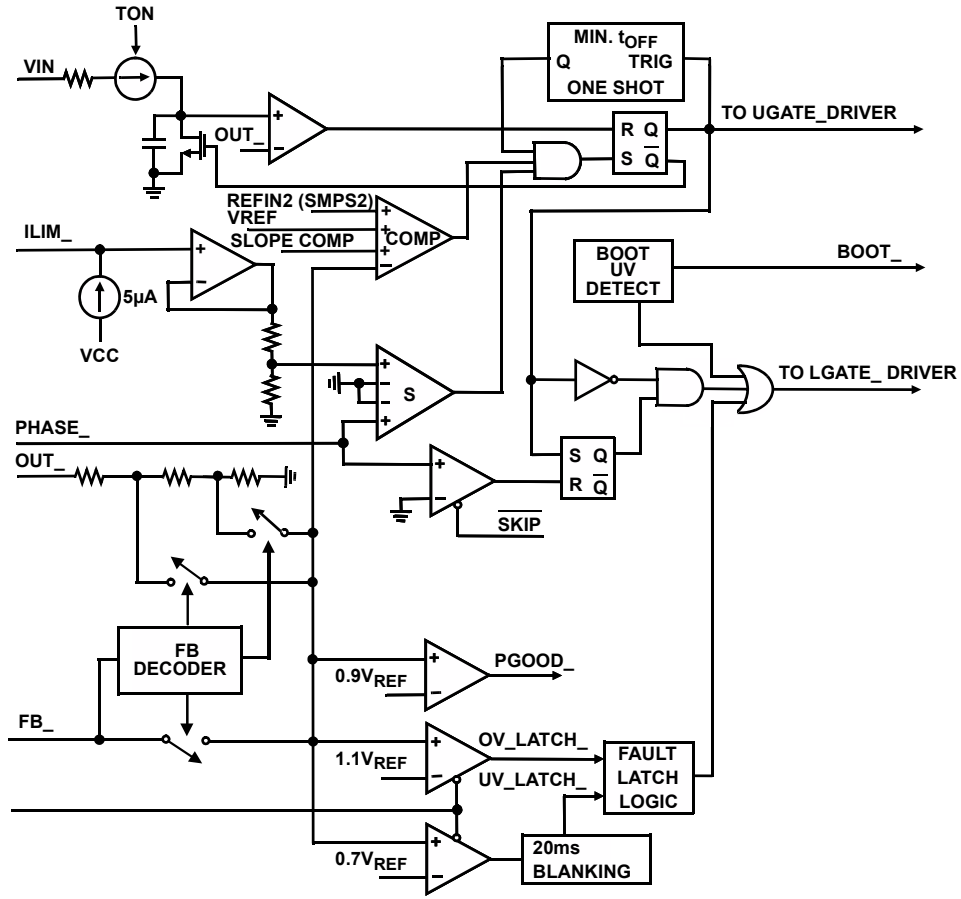 TON
VIN
MIN. tOFF
Q TRIG
ONE SHOT
TO UGATE_DRIVER
OUT_
+
−
R Q
S Q
REFIN2 (SMPS2)
VREF
SLOPE COMP
+
+
+
−
COMP
ILIM_
+
−
5µA
VCC
BOOT
UV
DETECT
BOOT_
TO LGATE_ DRIVER
+
−
−
+
S
PHASE_
OUT_
+
−
SKIP
S Q
R Q
FB
DECODER
FB_
+
−
0.9VREF
PGOOD_
+
−
1.1VREF
OV_LATCH_
UV_LATCH_
FAULT
LATCH
LOGIC
+
−
0.7VREF
20ms
BLANKING